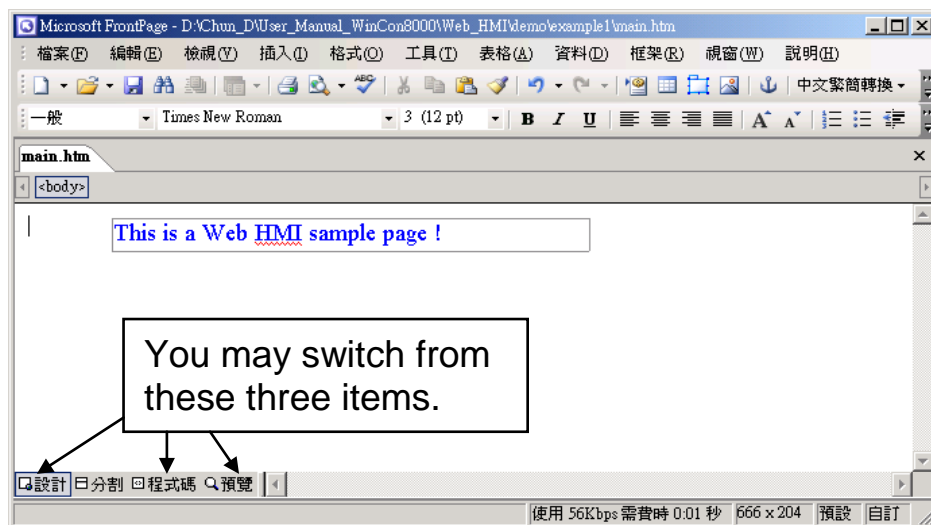 Microsoft FrontPage - D:\Chun_D\User_Manual_WinCon8000\Web_HMI\demo\example1\main.htm
檔案(F) 編輯(E) 檢視(V) 插入(I) 格式(O) 工具(T) 表格(A) 資料(D) 框架(R) 視窗(W) 說明(H)
中文繁簡轉換
一般 Times New Roman 3 (12 pt) B I U A A
main.htm
<body>
This is a Web HMI sample page !
You may switch from
these three items.
設計 分割 程式碼 預覽
使用 56Kbps 需費時 0:01 秒 666 x 204 預設 自訂